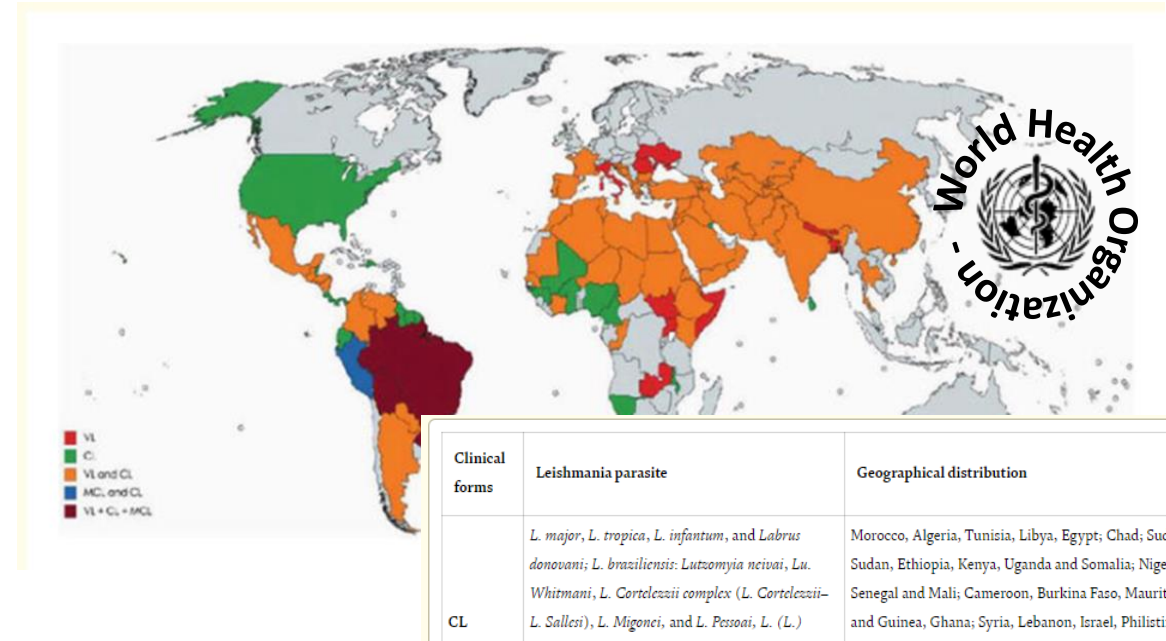 World Health Organization -
VL
CL
VL and CL
MCL and CL
VL + CL + MCL
Clinical forms
Leishmania parasite
Geographical distribution
CL
L. major, L. tropica, L. infantum, and Labrus
donovani; L. braziliensis: Lutzomyia neivai, Lu.
Whitmani, L. Cortelezzii complex (L. Cortelezzii–
L. Sallesi), L. Migonei, and L. Pessoai, L. (L.)
Morocco, Algeria, Tunisia, Libya, Egypt; Chad; Sud
Sudan, Ethiopia, Kenya, Uganda and Somalia; Nige
Senegal and Mali; Cameroon, Burkina Faso, Maurit
and Guinea, Ghana; Syria, Lebanon, Israel, Philisti